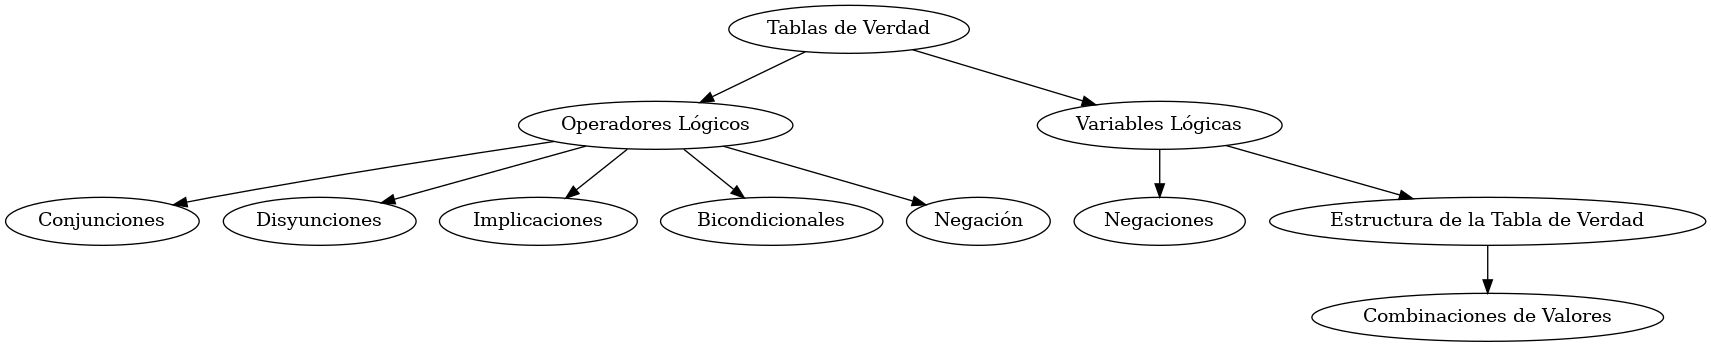 Tablas de Verdad
Operadores Lógicos
Variables Lógicas
Conjunciones
Disyunciones
Implicaciones
Bicondicionales
Negación
Negaciones
Estructura de la Tabla de Verdad
Combinaciones de Valores